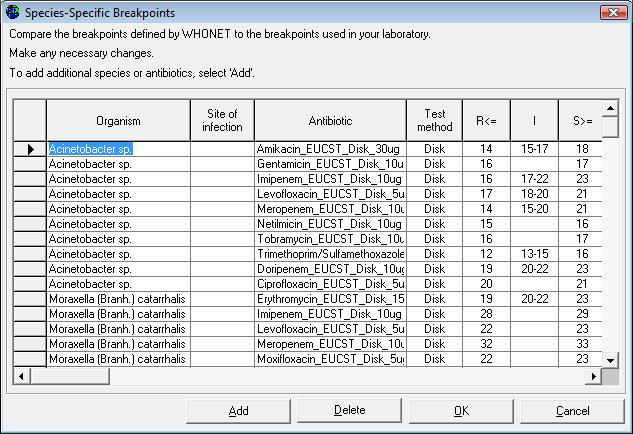 Species-Specific Breakpoints
Compare the breakpoints defined by WHONET to the breakpoints used in your laboratory.
Make any necessary changes.
To add additional species or antibiotics, select 'Add'.
Organism Site of infection Antibiotic Test method R<= I S>=
Acinetobacter sp. Amikacin_EUCST_Disk_30ug Disk 14 15-17 18
Acinetobacter sp. Gentamicin_EUCST_Disk_10u Disk 16 17
Acinetobacter sp. Imipenem_EUCST_Disk_10ug Disk 16 17-22 23
Acinetobacter sp. Levofloxacin_EUCST_Disk_5u Disk 17 18-20 21
Acinetobacter sp. Meropenem_EUCST_Disk_10u Disk 14 15-20 21
Acinetobacter sp. Netilmicin_EUCST_Disk_10ug Disk 15 16
Acinetobacter sp. Tobramycin_EUCST_Disk_10u Disk 16 17
Acinetobacter sp. Trimethoprim/Sulfamethoxazole Disk 12 13-15 16
Acinetobacter sp. Doripenem_EUCST_Disk_10ug Disk 19 20-22 23
Acinetobacter sp. Ciprofloxacin_EUCST_Disk_5u Disk 20 21
Moraxella (Branh.) catarrhalis Erythromycin_EUCST_Disk_15 Disk 19 20-22 23
Moraxella (Branh.) catarrhalis Imipenem_EUCST_Disk_10ug Disk 28 29
Moraxella (Branh.) catarrhalis Levofloxacin_EUCST_Disk_5u Disk 22 23
Moraxella (Branh.) catarrhalis Meropenem_EUCST_Disk_10u Disk 32 33
Moraxella (Branh.) catarrhalis Moxifloxacin_EUCST_Disk_5u Disk 22 23
Add Delete OK Cancel